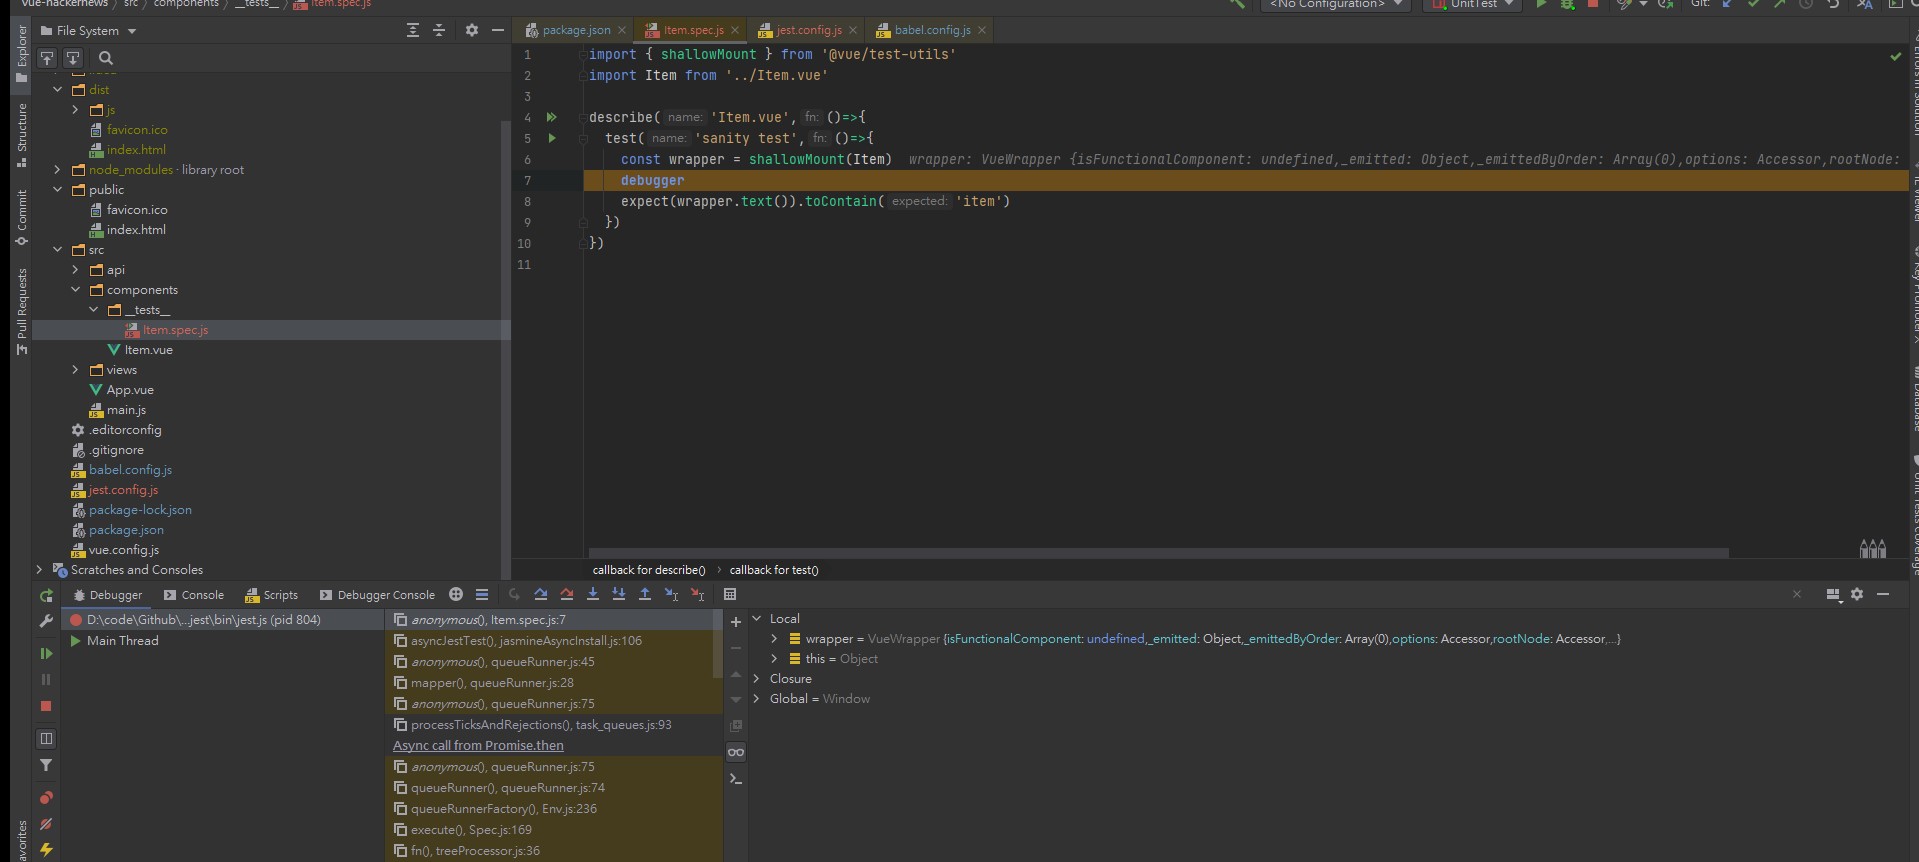 vue-hackernews 〉 src 〉 components 〉 __tests__ 〉 Item.spec.js
<No Configuration>
UnitTest
Git:
File System
Explorer
Structure
Commit
Pull Requests
dist
js
favicon.ico
index.html
node_modules · library root
public
favicon.ico
index.html
src
api
components
__tests__
Item.spec.js
Item.vue
views
App.vue
main.js
.editorconfig
.gitignore
babel.config.js
jest.config.js
package-lock.json
package.json
vue.config.js
Scratches and Consoles
package.json Item.spec.js jest.config.js babel.config.js
1 import { shallowMount } from '@vue/test-utils'
2 import Item from '../Item.vue'
3
4 describe( name: 'Item.vue', fn: ()=>{
5 test( name: 'sanity test', fn: ()=>{
6 const wrapper = shallowMount(Item) wrapper: VueWrapper {isFunctionalComponent: undefined,_emitted: Object,_emittedByOrder: Array(0),options: Accessor,rootNode:
7 debugger
8 expect(wrapper.text()).toContain( expected: 'item')
9 })
10 })
11
callback for describe() › callback for test()
Debugger Console Scripts Debugger Console
D:\code\Github\...jest\bin\jest.js (pid 804)
Main Thread
anonymous(), Item.spec.js:7
asyncJestTest(), jasmineAsyncInstall.js:106
anonymous(), queueRunner.js:45
mapper(), queueRunner.js:28
anonymous(), queueRunner.js:75
processTicksAndRejections(), task_queues.js:93
Async call from Promise.then
anonymous(), queueRunner.js:75
queueRunner(), queueRunner.js:74
queueRunnerFactory(), Env.js:236
execute(), Spec.js:169
fn(), treeProcessor.js:36
Local
wrapper = VueWrapper {isFunctionalComponent: undefined,_emitted: Object,_emittedByOrder: Array(0),options: Accessor,rootNode: Accessor,...}
this = Object
Closure
Global = Window